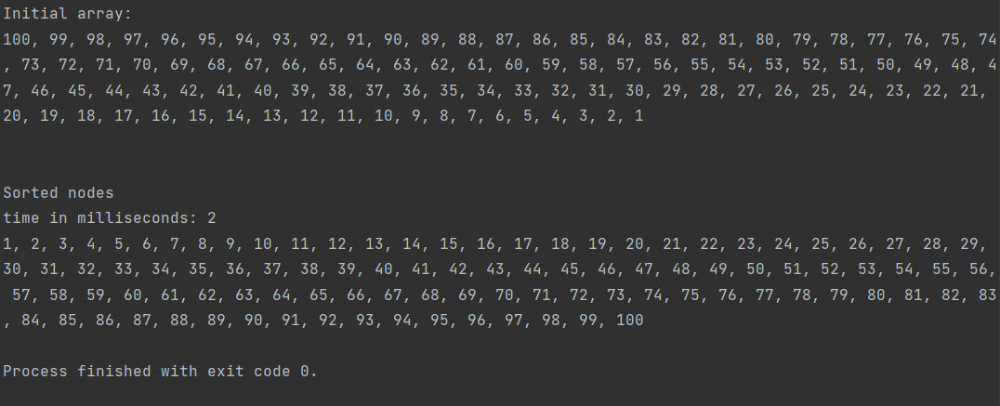 Initial array:
100, 99, 98, 97, 96, 95, 94, 93, 92, 91, 90, 89, 88, 87, 86, 85, 84, 83, 82, 81, 80, 79, 78, 77, 76, 75, 74
, 73, 72, 71, 70, 69, 68, 67, 66, 65, 64, 63, 62, 61, 60, 59, 58, 57, 56, 55, 54, 53, 52, 51, 50, 49, 48, 4
7, 46, 45, 44, 43, 42, 41, 40, 39, 38, 37, 36, 35, 34, 33, 32, 31, 30, 29, 28, 27, 26, 25, 24, 23, 22, 21,
20, 19, 18, 17, 16, 15, 14, 13, 12, 11, 10, 9, 8, 7, 6, 5, 4, 3, 2, 1
Sorted nodes
time in milliseconds: 2
1, 2, 3, 4, 5, 6, 7, 8, 9, 10, 11, 12, 13, 14, 15, 16, 17, 18, 19, 20, 21, 22, 23, 24, 25, 26, 27, 28, 29,
30, 31, 32, 33, 34, 35, 36, 37, 38, 39, 40, 41, 42, 43, 44, 45, 46, 47, 48, 49, 50, 51, 52, 53, 54, 55, 56,
57, 58, 59, 60, 61, 62, 63, 64, 65, 66, 67, 68, 69, 70, 71, 72, 73, 74, 75, 76, 77, 78, 79, 80, 81, 82, 83
, 84, 85, 86, 87, 88, 89, 90, 91, 92, 93, 94, 95, 96, 97, 98, 99, 100
Process finished with exit code 0.